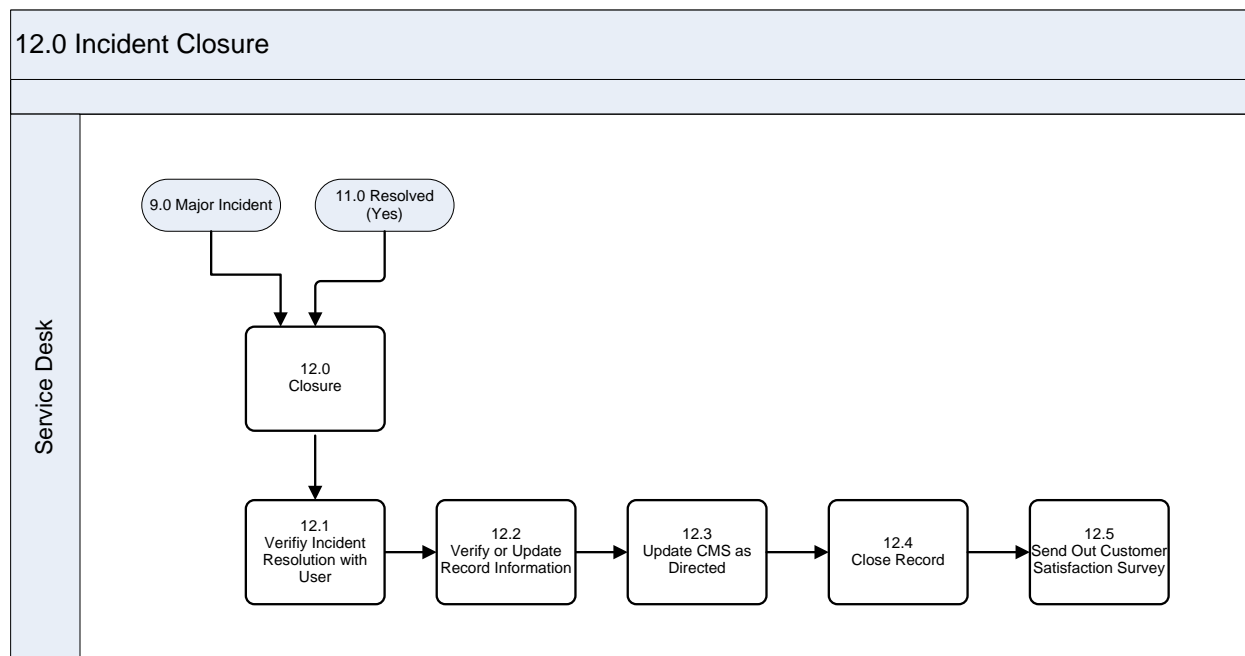 12.0 Incident Closure
Service Desk
9.0 Major Incident
11.0 Resolved
(Yes)
12.0
Closure
12.1
Verifiy Incident
Resolution with
User
12.2
Verify or Update
Record Information
12.3
Update CMS as
Directed
12.4
Close Record
12.5
Send Out Customer
Satisfaction Survey